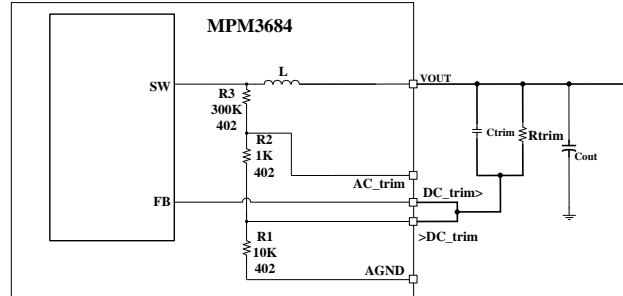 MPM3684
SW
L
VOUT
R3
300K
402
R2
1K
402
Ctrim
Rtrim
Cout
AC_trim
FB
DC_trim>
>DC_trim
R1
10K
402
AGND